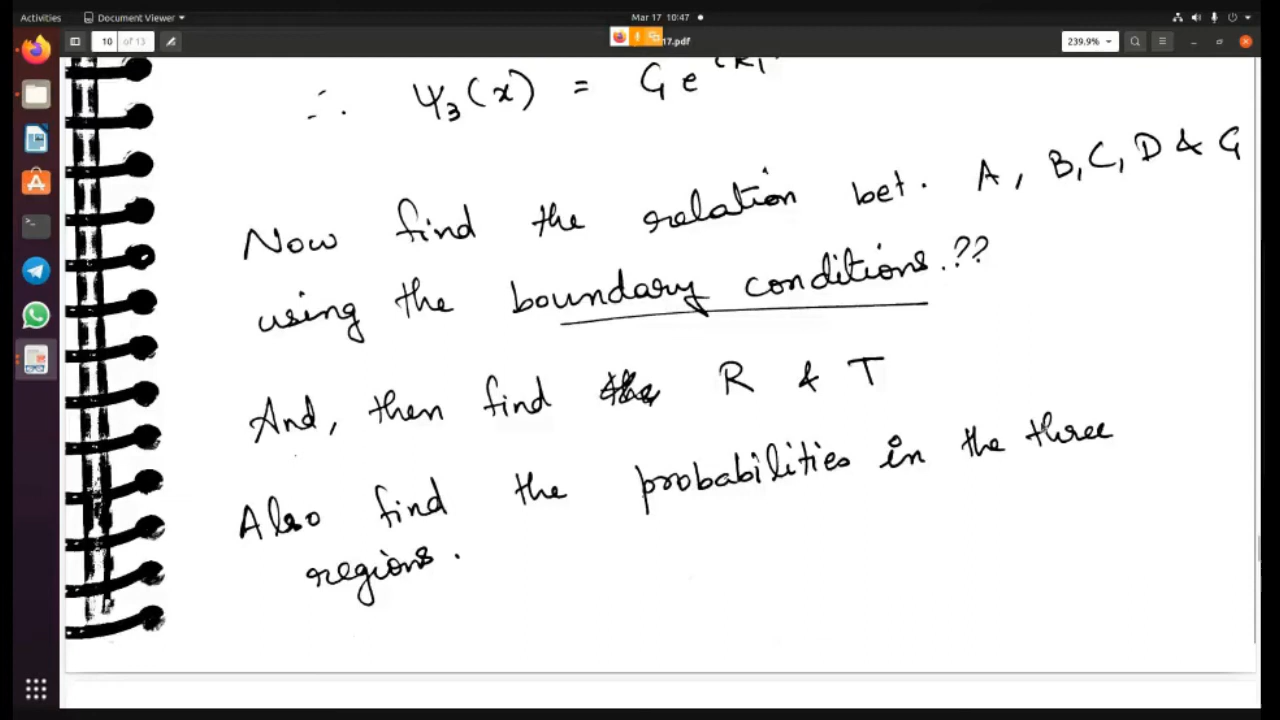 Activities Document Viewer Mar 17 10:47
10 of 13 17.pdf 239.9%
∴ Ψ₃(x) = G e
Now find the relation bet. A, B, C, D & G
using the boundary conditions.??
And, then find R & T
Also find the probabilities in the three
regions.